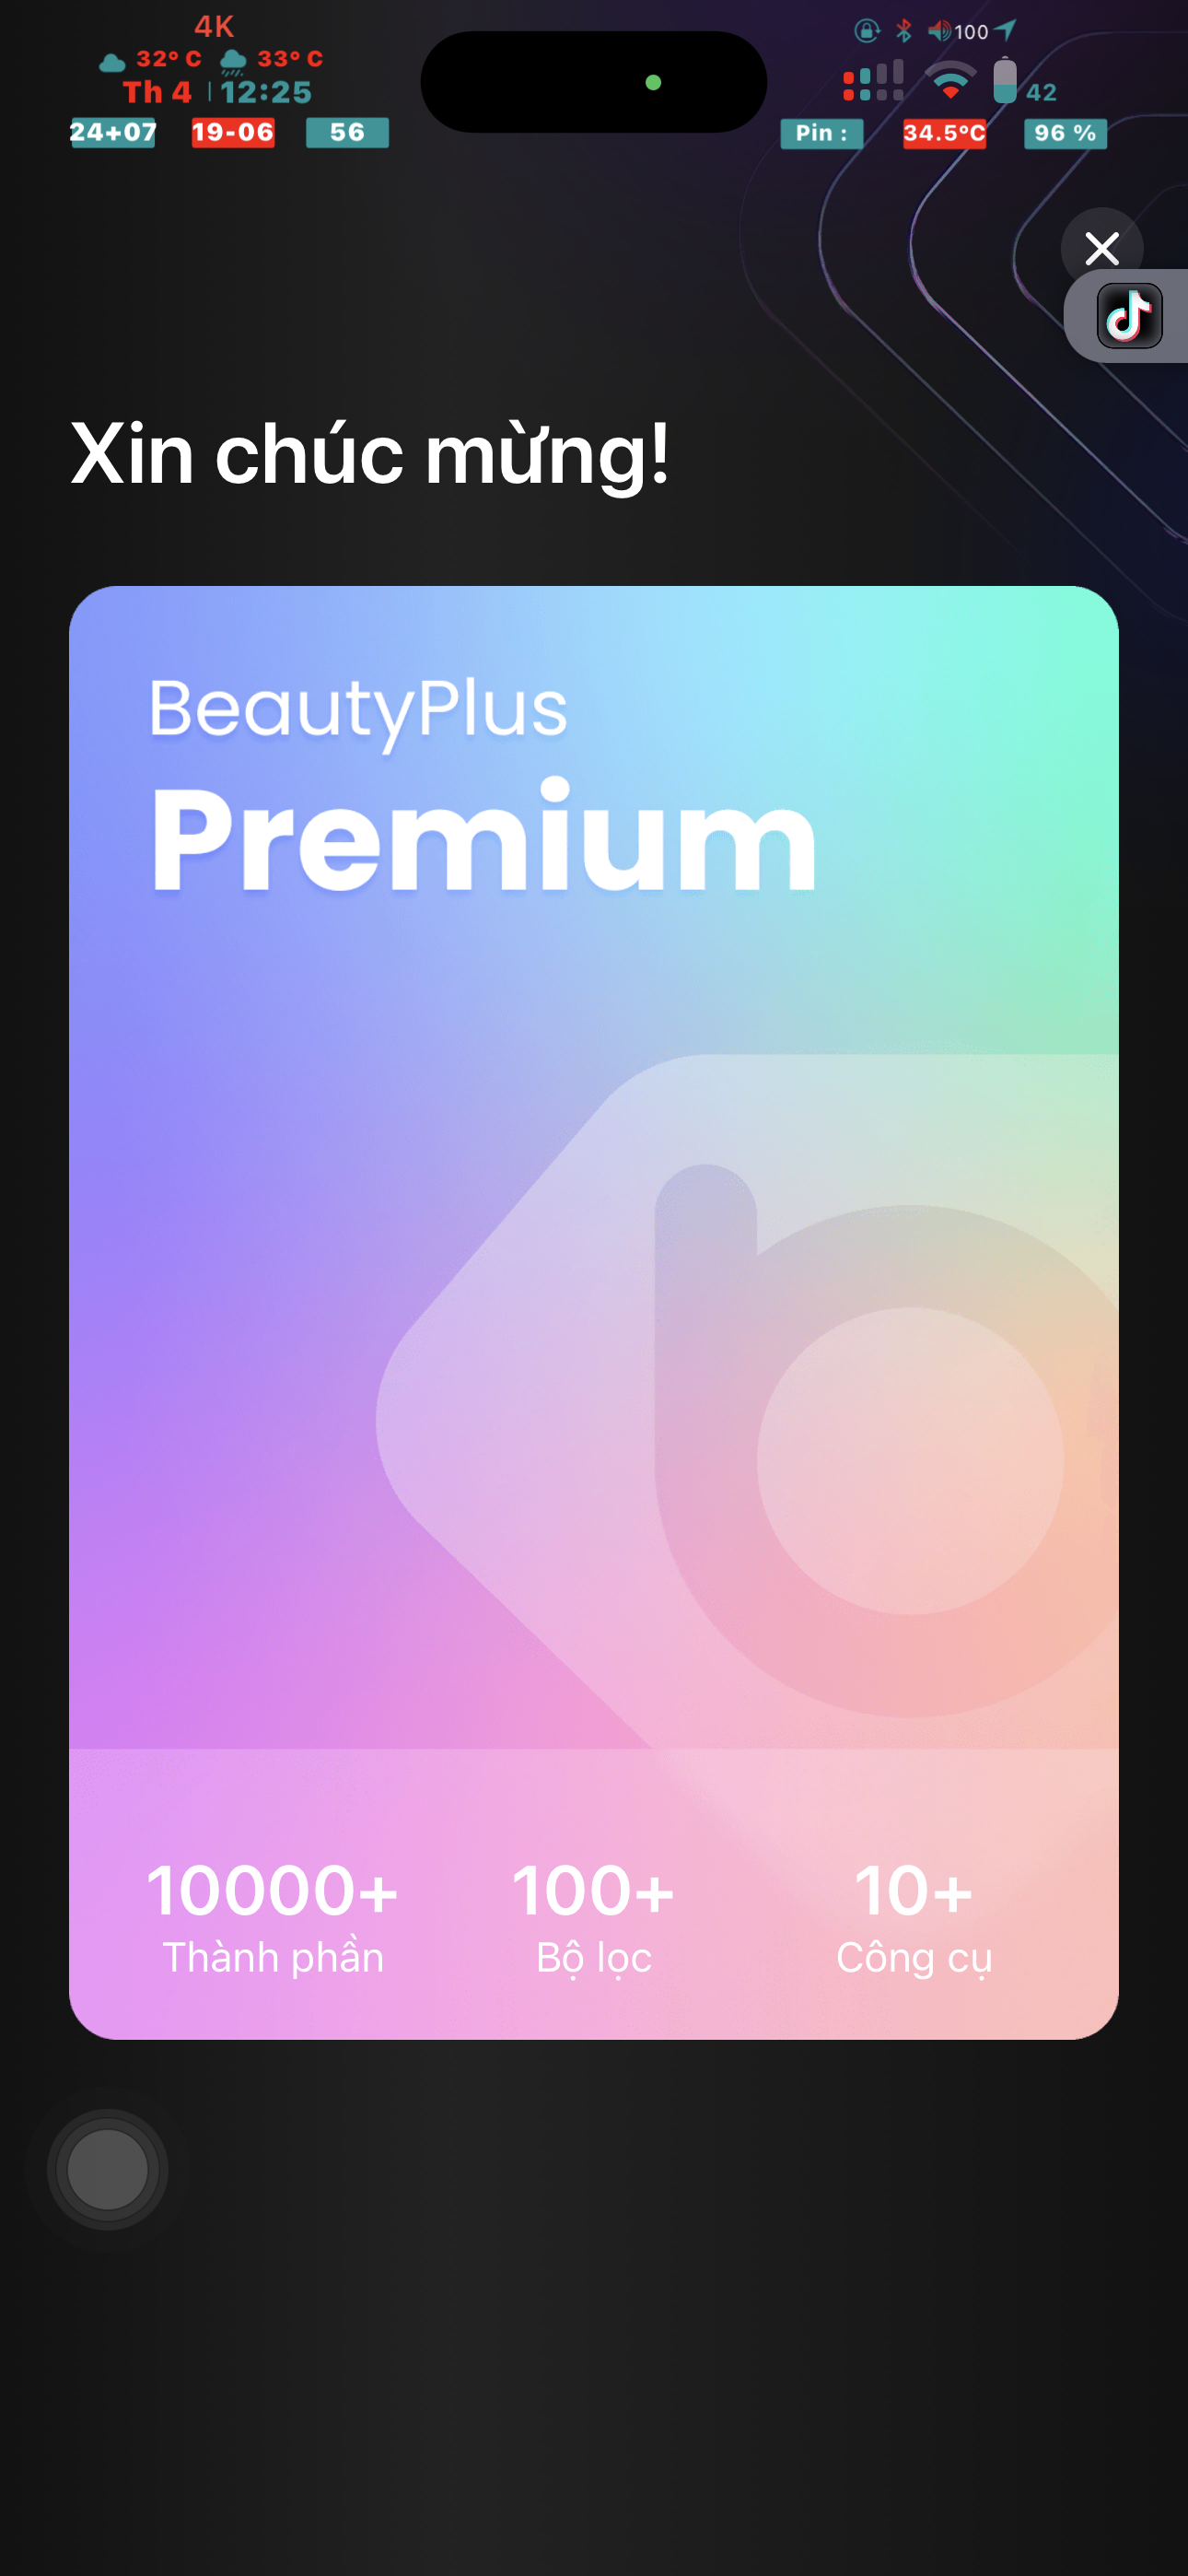 4K
32° C 33° C
Th 4 12:25
24+07 19-06 56
100
42
Pin : 34.5°C 96 %
Xin chúc mừng!
BeautyPlus
Premium
10000+ 100+ 10+
Thành phần Bộ lọc Công cụ